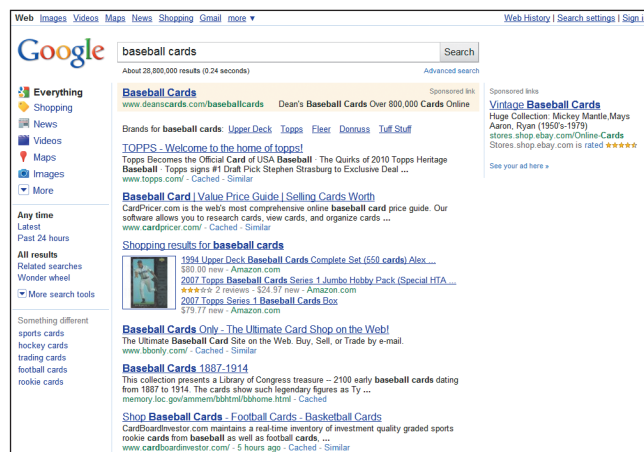 Web Images Videos Maps News Shopping Gmail more ▼
Web History | Search settings | Sign i
Google
baseball cards
Search
About 28,800,000 results (0.24 seconds)
Advanced search
Everything
Shopping
News
Videos
Maps
Images
More
Any time
Latest
Past 24 hours
All results
Related searches
Wonder wheel
More search tools
Something different
sports cards
hockey cards
trading cards
football cards
rookie cards
Baseball Cards
Sponsored link
www.deanscards.com/baseballcards Dean's Baseball Cards Over 800,000 Cards Online
Brands for baseball cards: Upper Deck Topps Fleer Donruss Tuff Stuff
TOPPS - Welcome to the home of topps!
Topps Becomes the Official Card of USA Baseball · The Quirks of 2010 Topps Heritage
Baseball · Topps signs #1 Draft Pick Stephen Strasburg to Exclusive Deal ...
www.topps.com/ - Cached - Similar
Baseball Card | Value Price Guide | Selling Cards Worth
CardPricer.com is the web's most comprehensive online baseball card price guide. Our
software allows you to research cards, view cards, and organize cards ...
www.cardpricer.com/ - Cached - Similar
Shopping results for baseball cards
1994 Upper Deck Baseball Cards Complete Set (550 cards) Alex ...
$80.00 new - Amazon.com
2007 Topps Baseball Cards Series 1 Jumbo Hobby Pack (Special HTA ...
2 reviews - $24.97 new - Amazon.com
2007 Topps Series 1 Baseball Cards Box
$79.77 new - Amazon.com
Baseball Cards Only - The Ultimate Card Shop on the Web!
The Ultimate Baseball Card Site on the Web. Buy, Sell, or Trade by e-mail.
www.bbonly.com/ - Cached - Similar
Baseball Cards 1887-1914
This collection presents a Library of Congress treasure -- 2100 early baseball cards dating
from 1887 to 1914. The cards show such legendary figures as Ty ...
memory.loc.gov/ammem/bbhtml/bbhome.html - Cached
Shop Baseball Cards - Football Cards - Basketball Cards
CardBoardInvestor.com maintains a real-time inventory of investment quality graded sports
rookie cards from baseball as well as football cards, ...
www.cardboardinvestor.com/ - 5 hours ago - Cached - Similar
Sponsored links
Vintage Baseball Cards
Huge Collection: Mickey Mantle,Mays
Aaron, Ryan (1950's-1979)
stores.shop.ebay.com/Online-Cards
Stores.shop.ebay.com is rated
See your ad here »